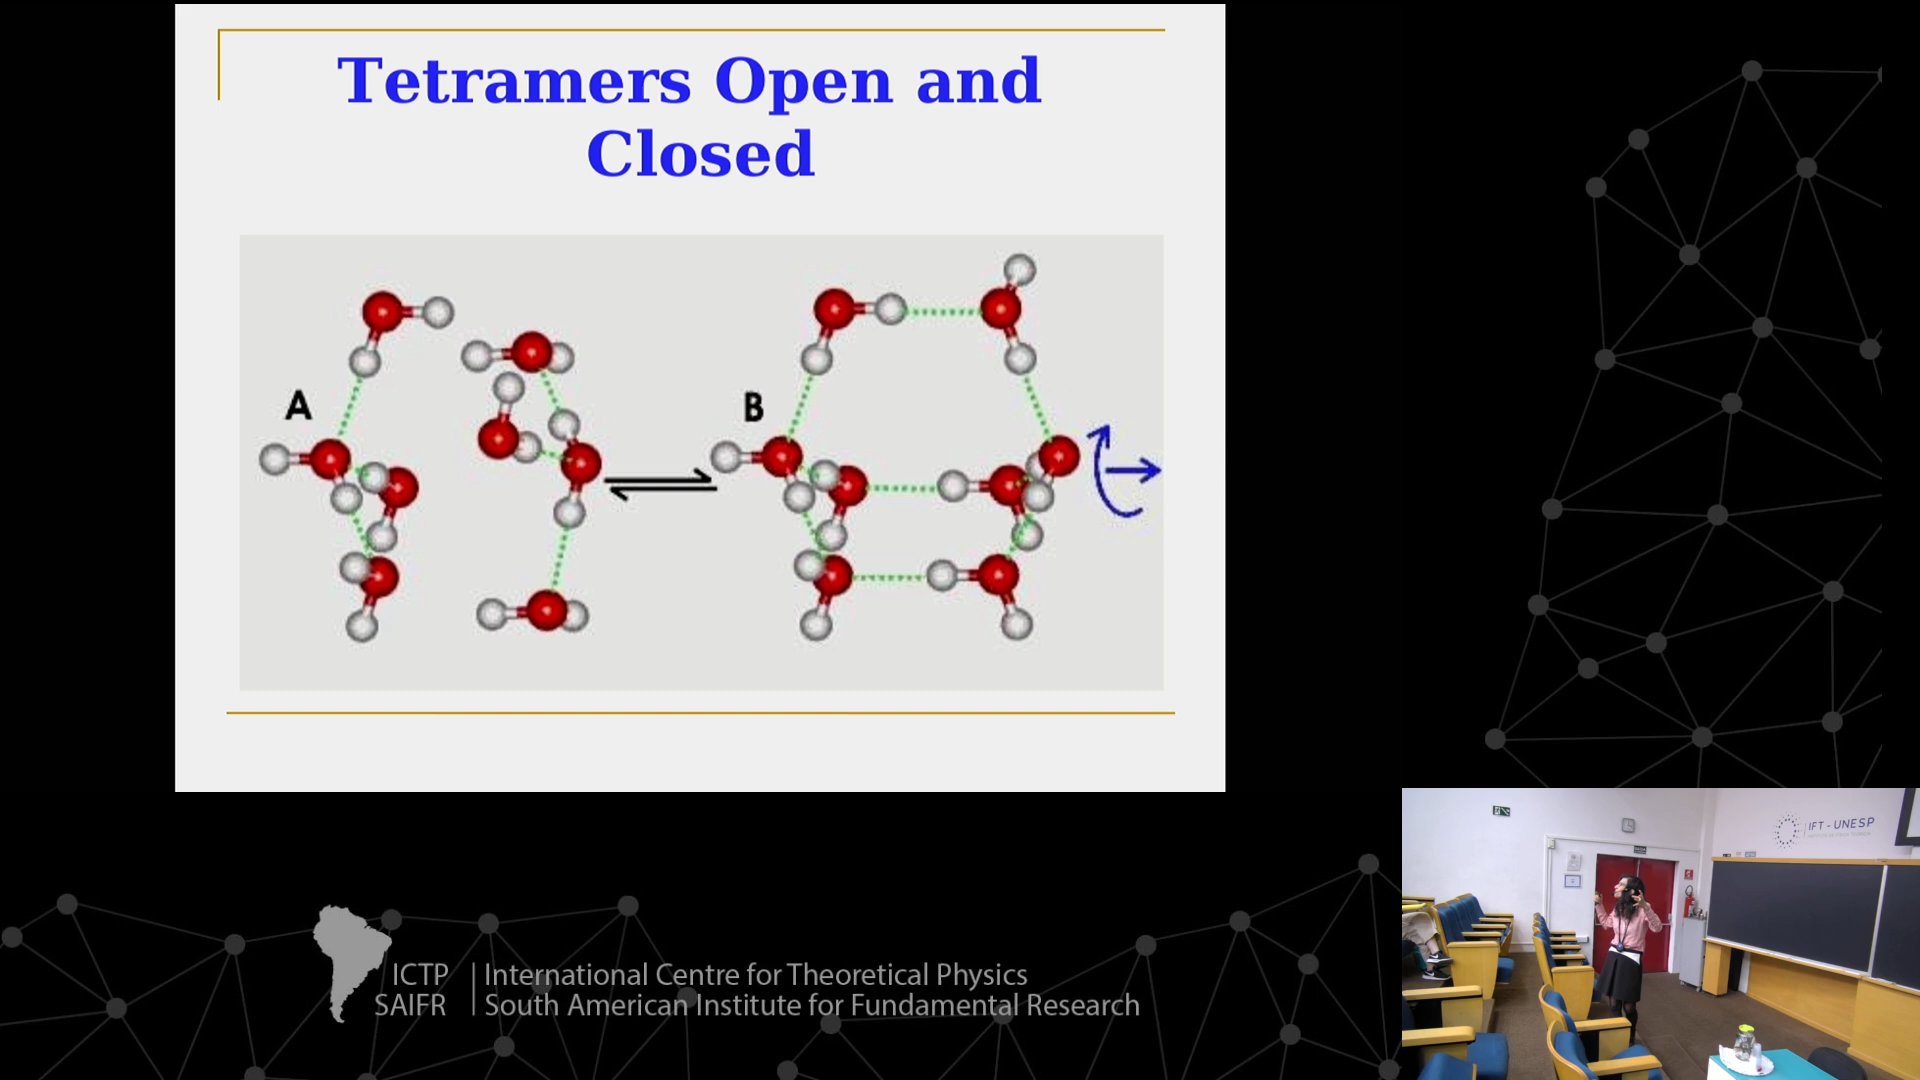 Tetramers Open and
Closed
A
B
IFT - UNESP
ICTP
SAIFR
International Centre for Theoretical Physics
South American Institute for Fundamental Research